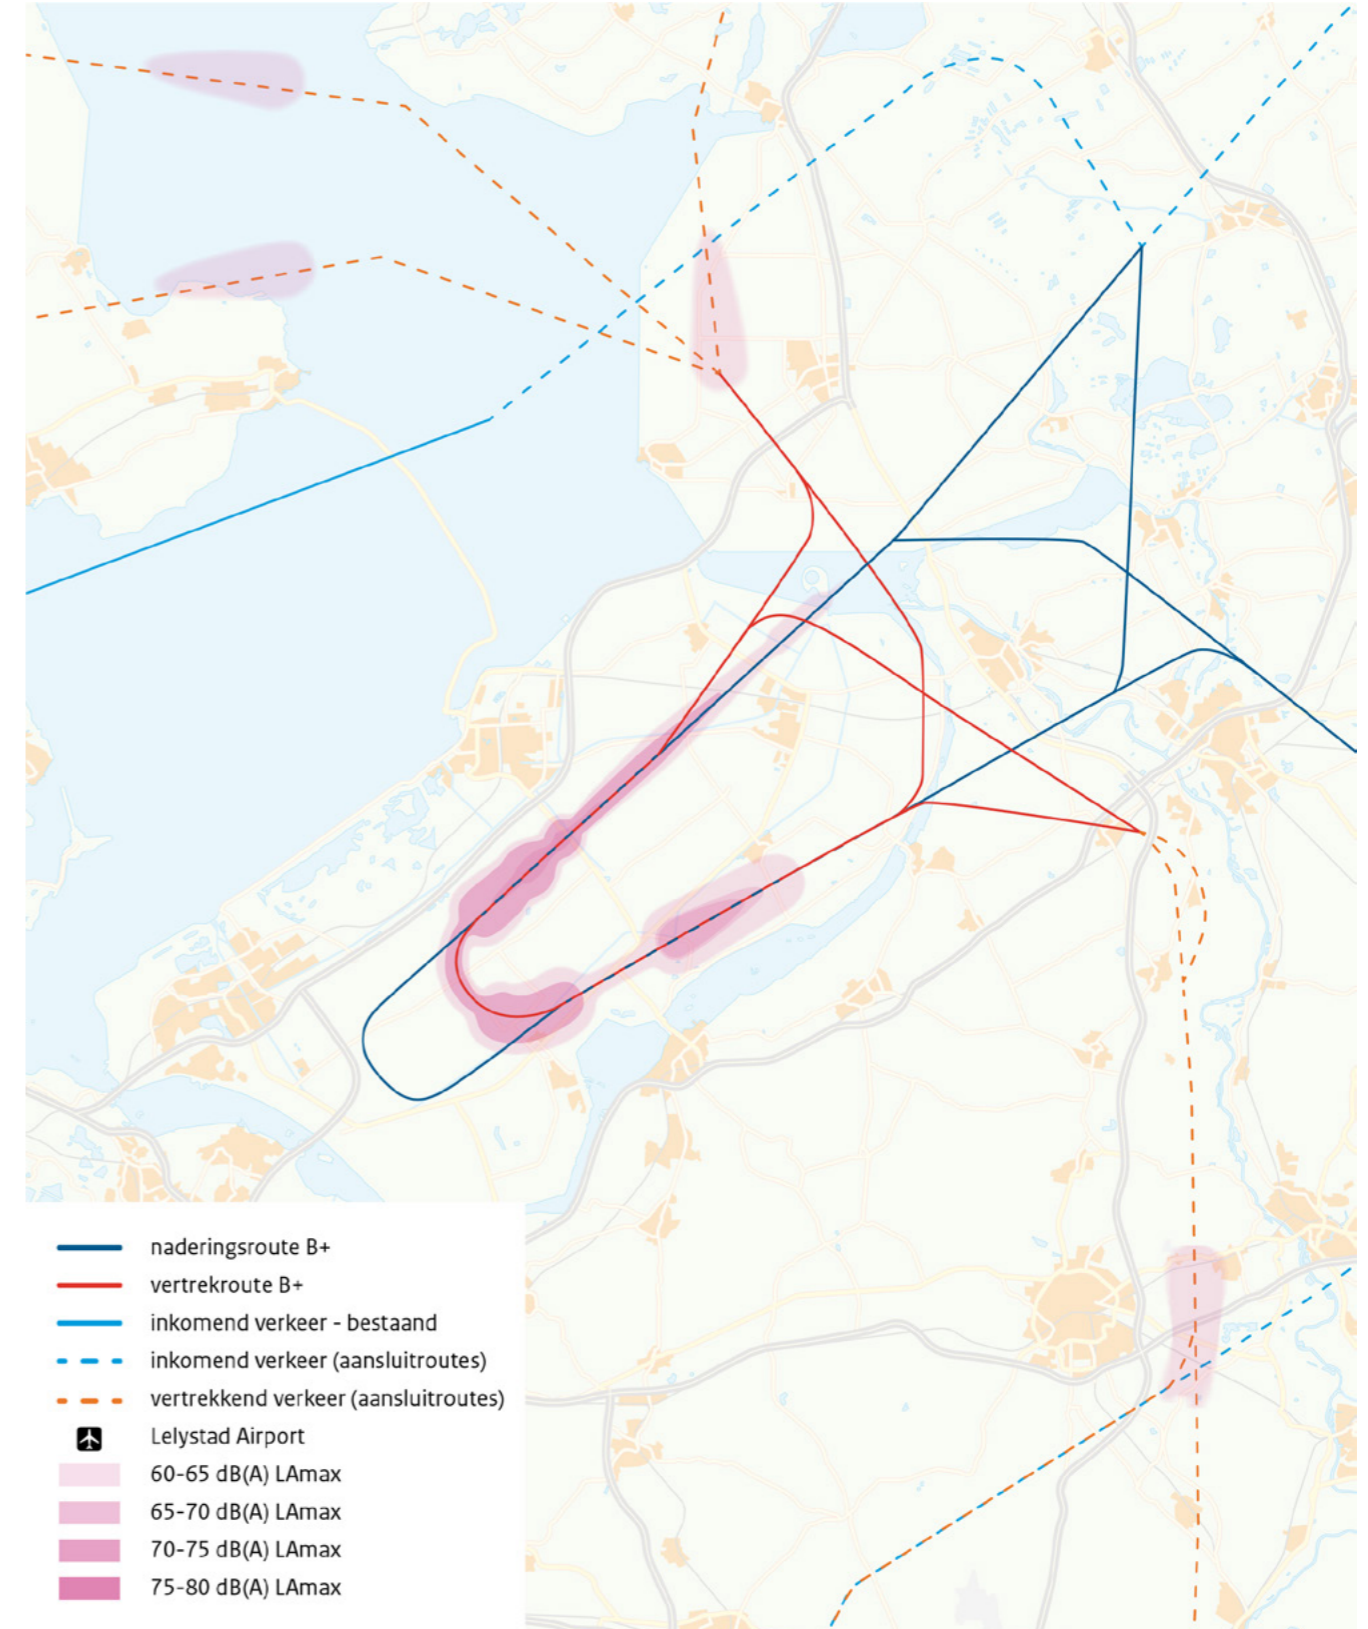 naderingsroute B+
vertrekroute B+
inkomend verkeer - bestaand
inkomend verkeer (aansluitroutes)
vertrekkend verkeer (aansluitroutes)
Lelystad Airport
60-65 dB(A) LAmax
65-70 dB(A) LAmax
70-75 dB(A) LAmax
75-80 dB(A) LAmax